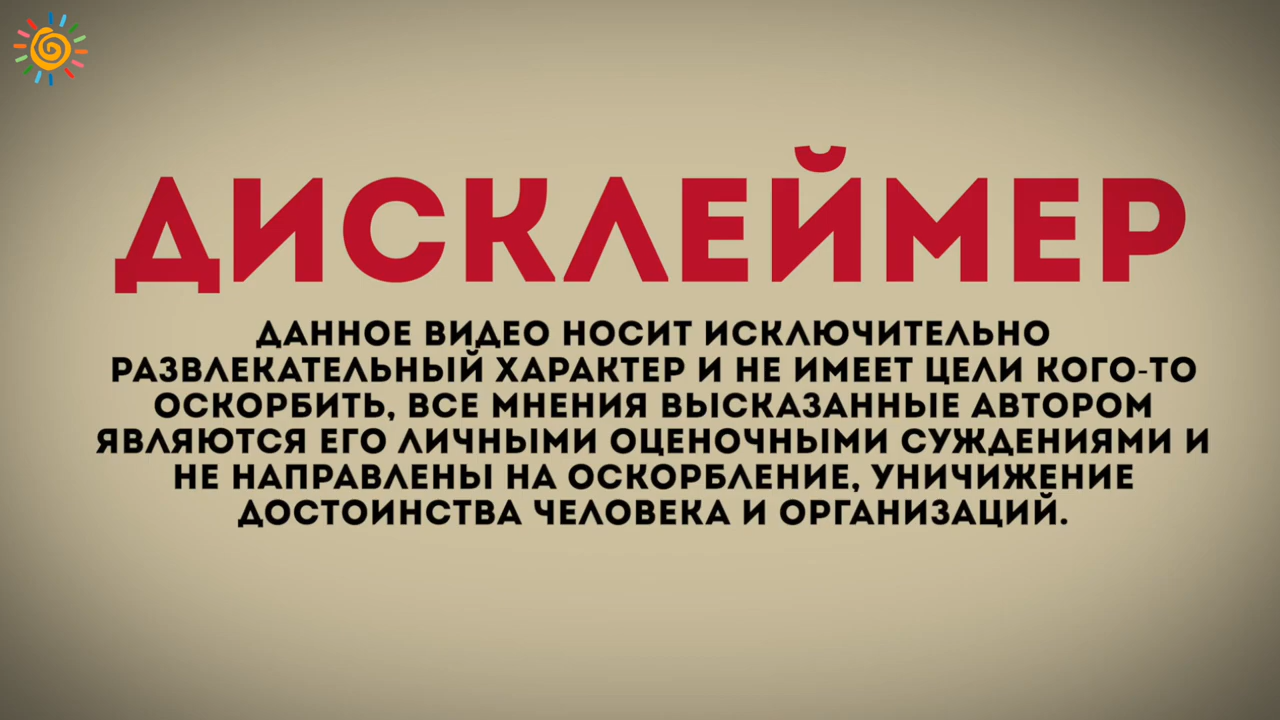 ДИСКЛЕЙМЕР
ДАННОЕ ВИДЕО НОСИТ ИСКЛЮЧИТЕЛЬНО
РАЗВЛЕКАТЕЛЬНЫЙ ХАРАКТЕР И НЕ ИМЕЕТ ЦЕЛИ КОГО-ТО
ОСКОРБИТЬ, ВСЕ МНЕНИЯ ВЫСКАЗАННЫЕ АВТОРОМ
ЯВЛЯЮТСЯ ЕГО ЛИЧНЫМИ ОЦЕНОЧНЫМИ СУЖДЕНИЯМИ И
НЕ НАПРАВЛЕНЫ НА ОСКОРБЛЕНИЕ, УНИЧИЖЕНИЕ
ДОСТОИНСТВА ЧЕЛОВЕКА И ОРГАНИЗАЦИЙ.